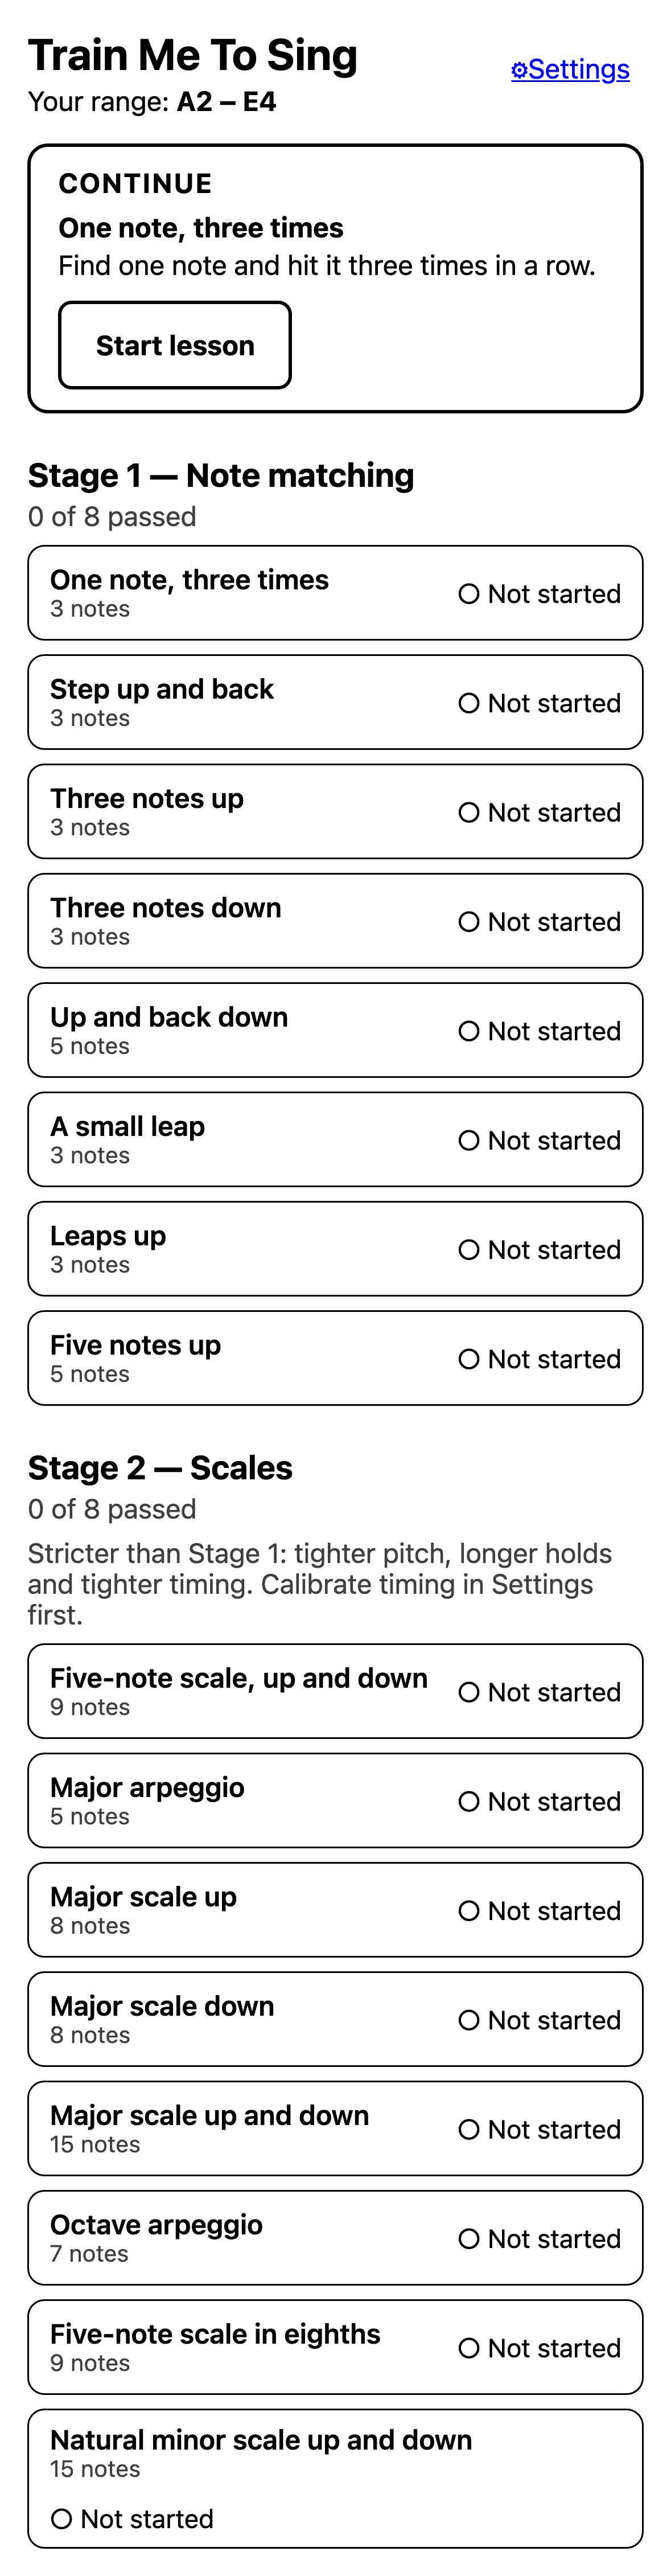 Train Me To Sing
⚙Settings
Your range: A2 – E4
CONTINUE
One note, three times
Find one note and hit it three times in a row.
Start lesson
Stage 1 — Note matching
0 of 8 passed
One note, three times
3 notes
Not started
Step up and back
3 notes
Not started
Three notes up
3 notes
Not started
Three notes down
3 notes
Not started
Up and back down
5 notes
Not started
A small leap
3 notes
Not started
Leaps up
3 notes
Not started
Five notes up
5 notes
Not started
Stage 2 — Scales
0 of 8 passed
Stricter than Stage 1: tighter pitch, longer holds
and tighter timing. Calibrate timing in Settings
first.
Five-note scale, up and down
9 notes
Not started
Major arpeggio
5 notes
Not started
Major scale up
8 notes
Not started
Major scale down
8 notes
Not started
Major scale up and down
15 notes
Not started
Octave arpeggio
7 notes
Not started
Five-note scale in eighths
9 notes
Not started
Natural minor scale up and down
15 notes
Not started